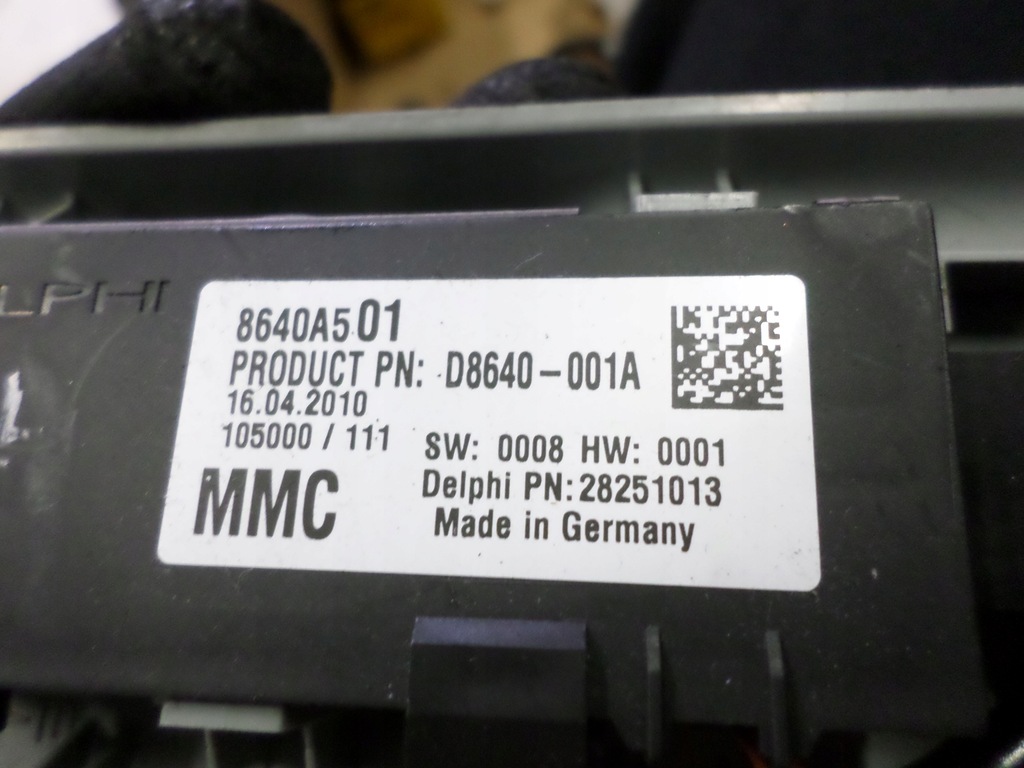 LPHI
8640A501
PRODUCT PN: D8640-001A
16.04.2010
105000 / 111
SW: 0008 HW: 0001
MMC
Delphi PN:28251013
Made in Germany